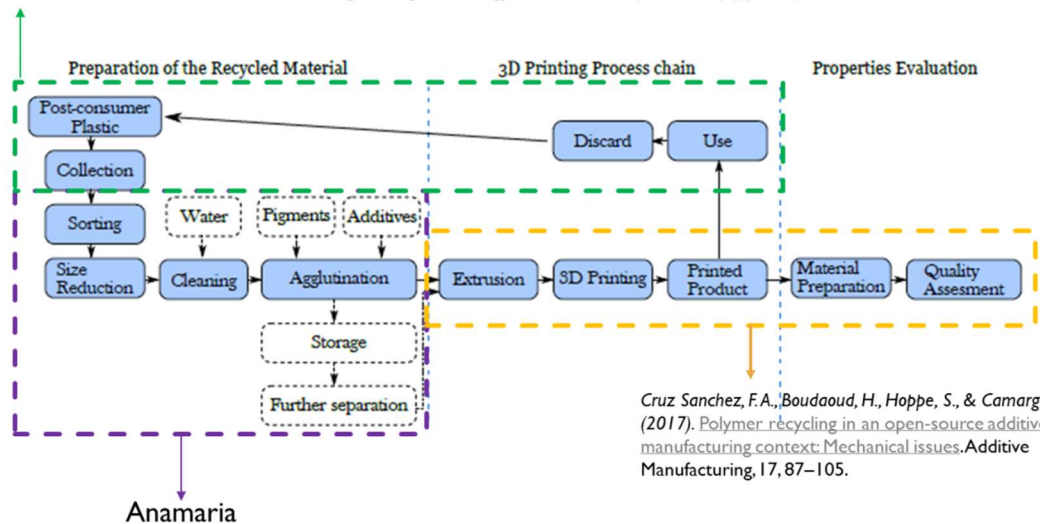 Preparation of the Recycled Material
3D Printing Process chain
Properties Evaluation
Post-consumer
Plastic
Discard
Use
Collection
Sorting
Water
Pigments
Additives
Size
Reduction
Cleaning
Agglutination
Extrusion
3D Printing
Printed
Product
Material
Preparation
Quality
Assesment
Storage
Further separation
Cruz Sanchez, F. A., Boudaoud, H., Hoppe, S., & Camarg
(2017). Polymer recycling in an open-source additiv
manufacturing context: Mechanical issues. Additive
Manufacturing, 17, 87–105.
Anamaria